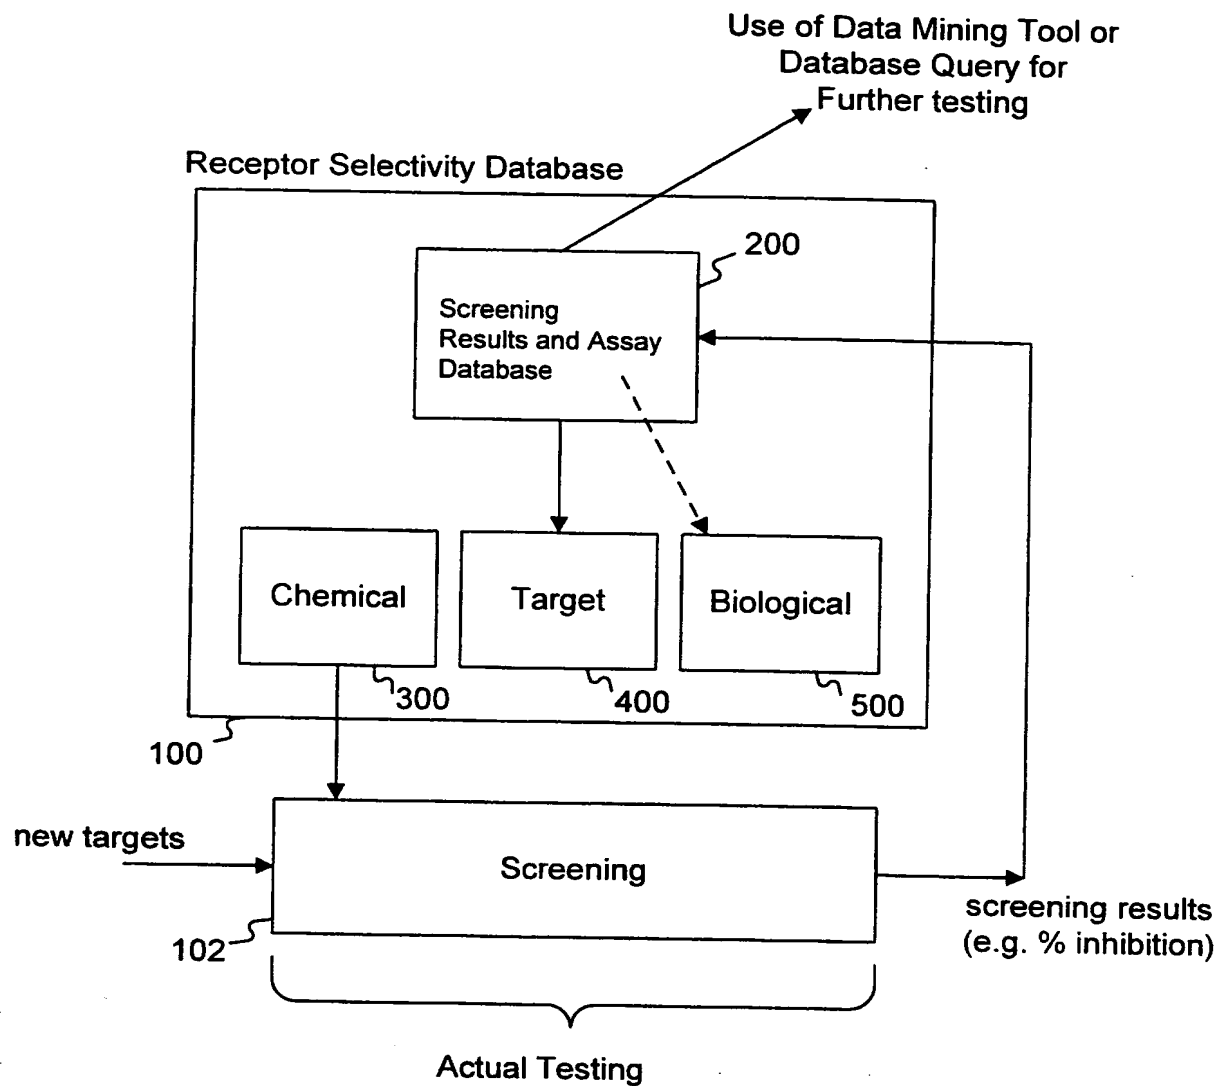 Use of Data Mining Tool or
Database Query for
Further testing
Receptor Selectivity Database
200
Screening
Results and Assay
Database
Chemical
Target
Biological
300
400
500
100
new targets
Screening
102
screening results
(e.g. % inhibition)
Actual Testing